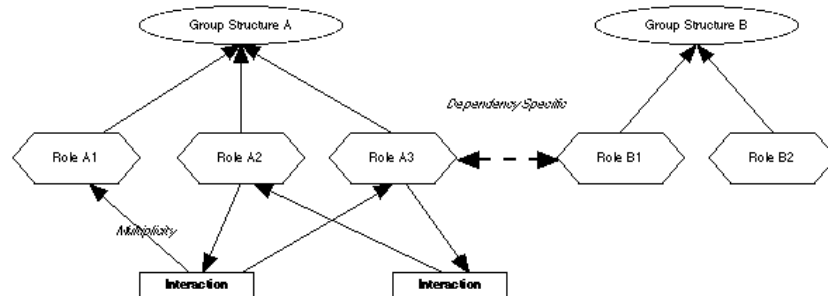 Group Structure A
Group Structure B
Dependency Specific
Role A1
Role A2
Role A3
Role B1
Role B2
Multiplicity
Interaction
Interaction